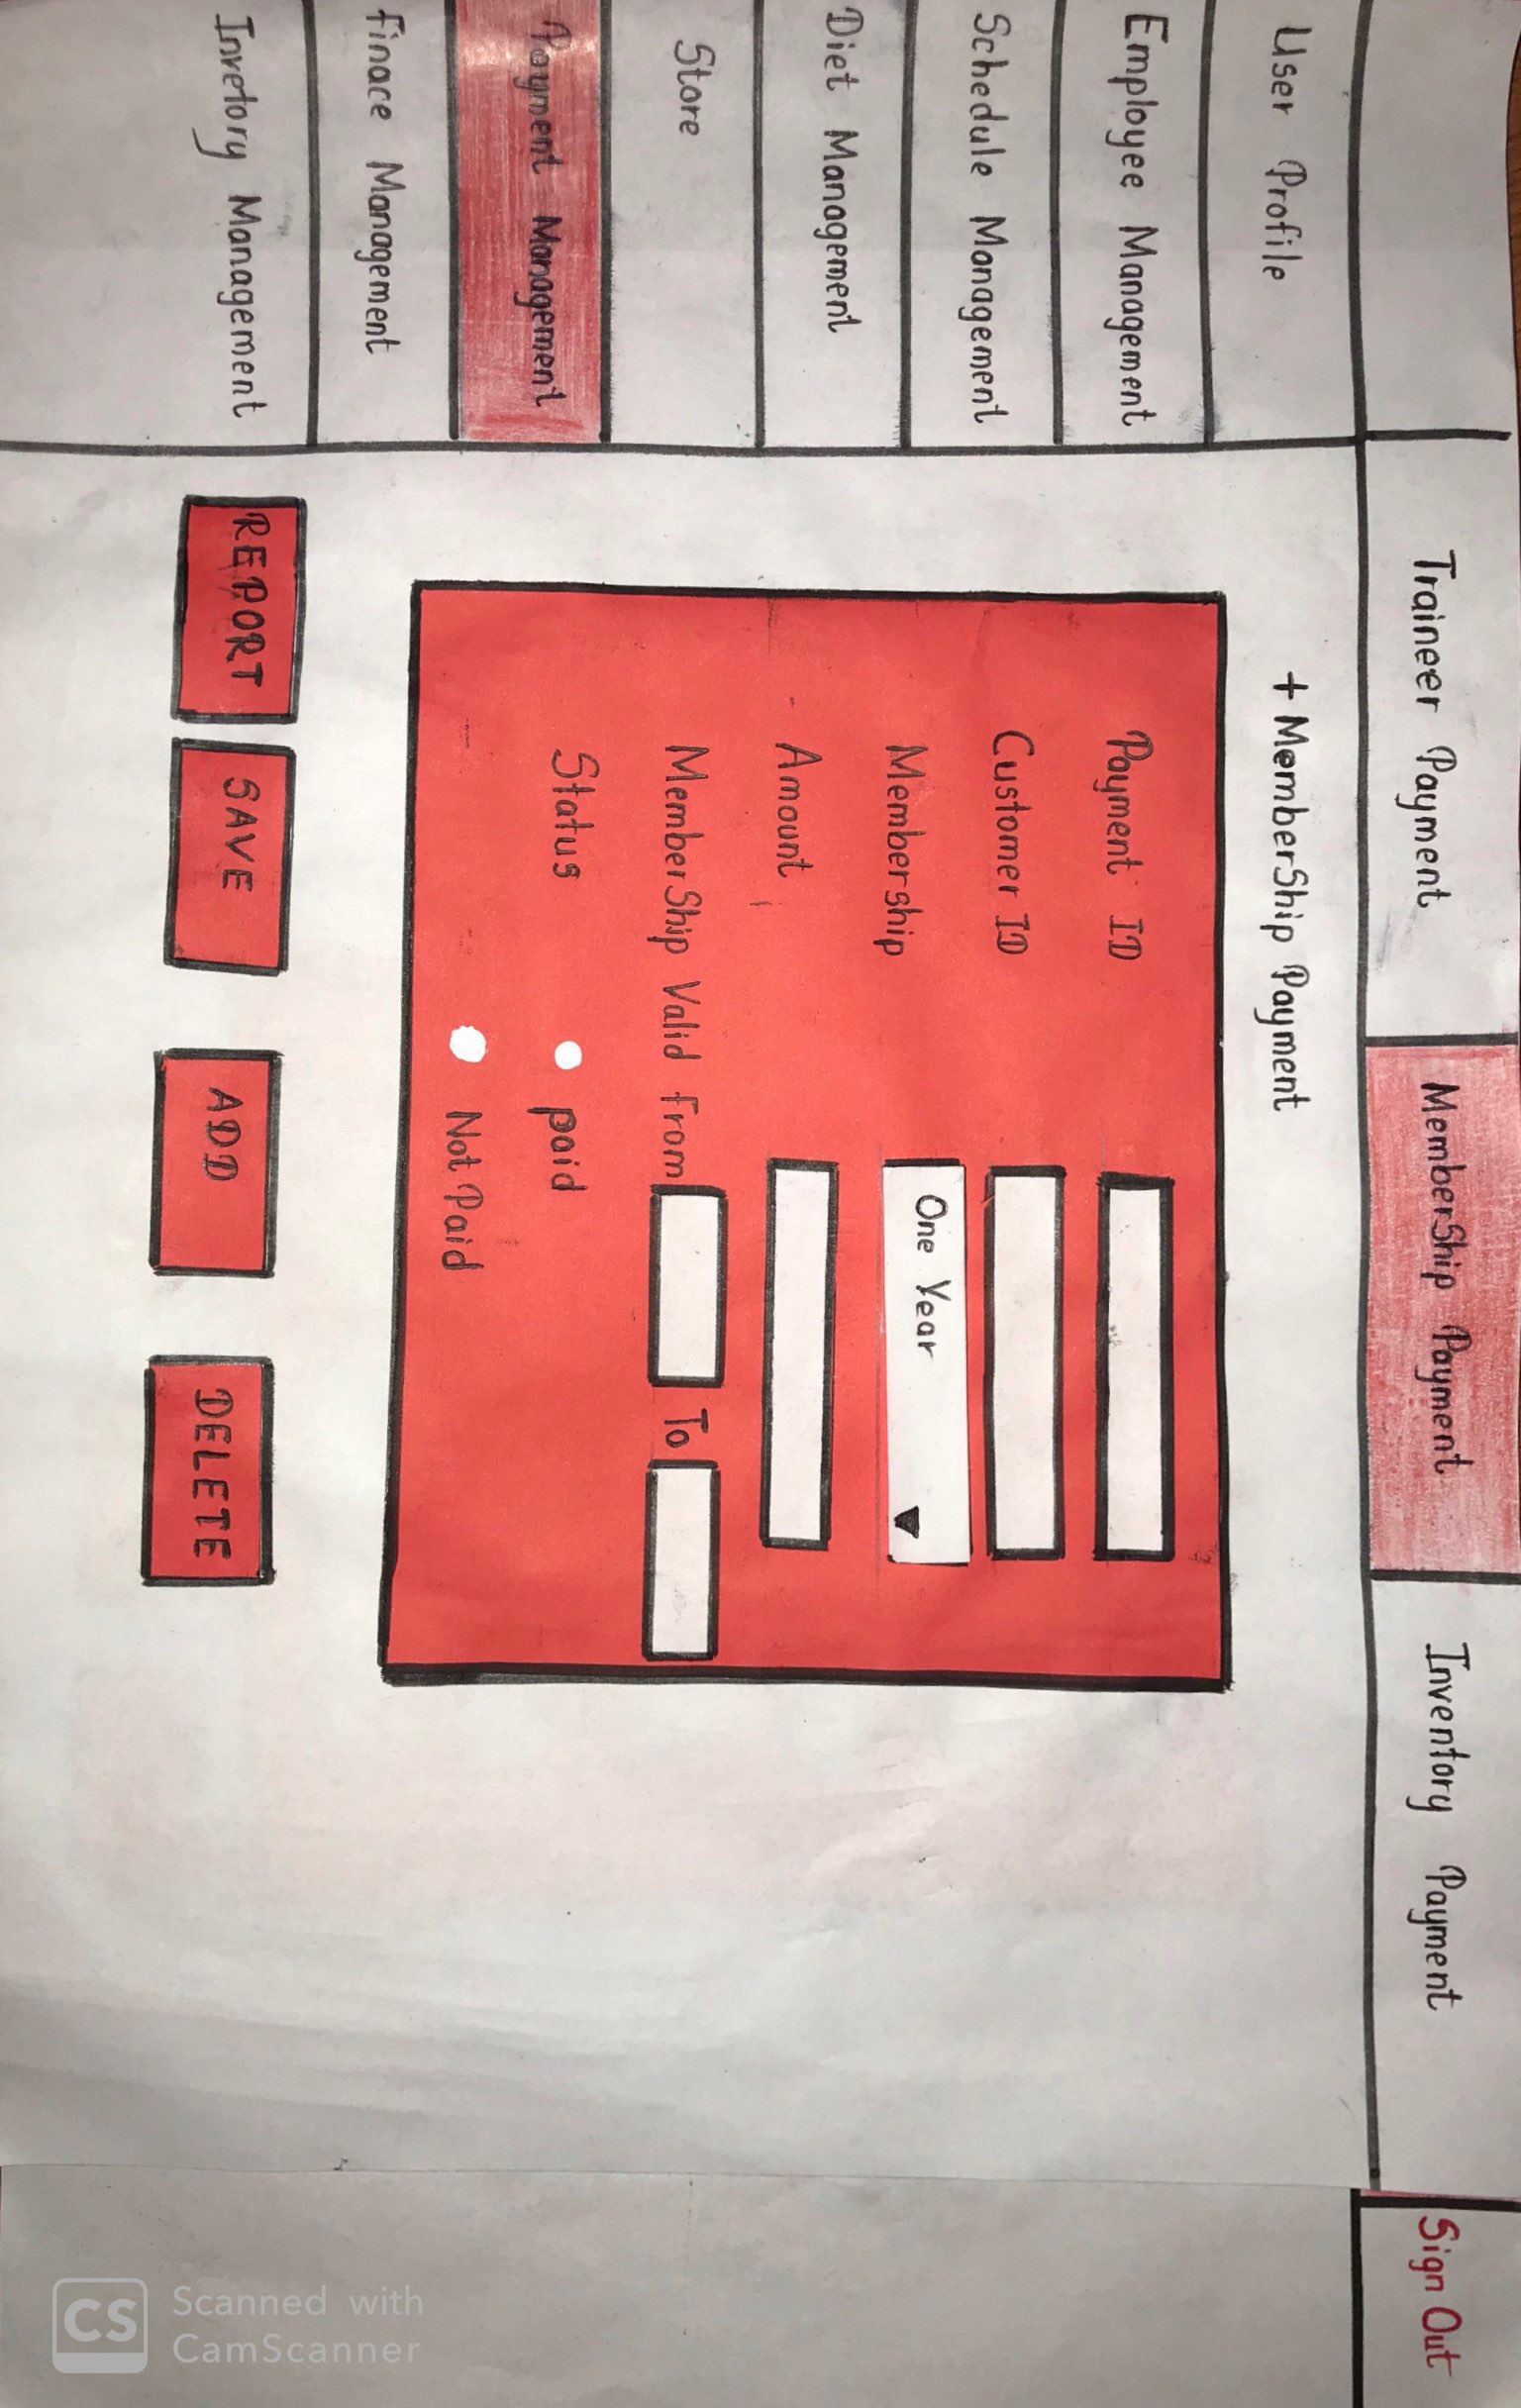 Traineer Payment
MemberShip Payment
Inventory Payment
Sign Out
User Profile
Employee Management
Schedule Management
Diet Management
Store
Payment Management
Finace Management
Invetory Management
+ MemberShip Payment
Payment ID
Customer ID
Membership
One Year
Amount
MemberShip Valid From
To
Status
paid
Not Paid
REPORT
SAVE
ADD
DELETE
Scanned with
CamScanner
CS